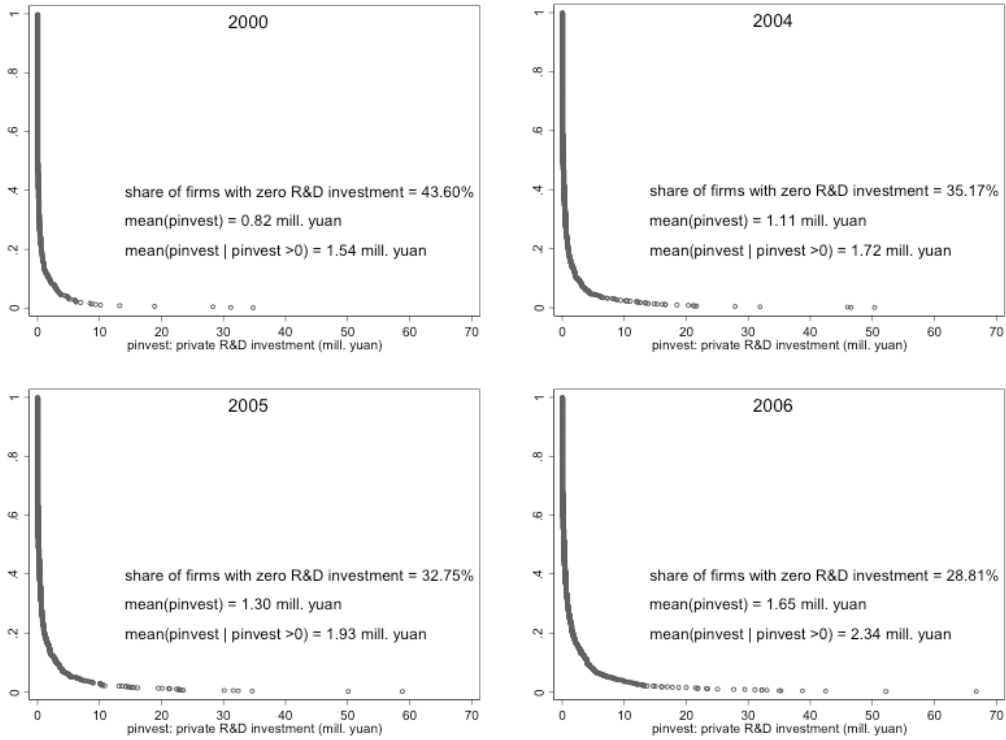 2000
1
.8
.6
.4
.2
0
share of firms with zero R&D investment = 43.60%
mean(pinvest) = 0.82 mill. yuan
mean(pinvest | pinvest >0) = 1.54 mill. yuan
0 10 20 30 40 50 60 70
pinvest: private R&D investment (mill. yuan)
2004
1
.8
.6
.4
.2
0
share of firms with zero R&D investment = 35.17%
mean(pinvest) = 1.11 mill. yuan
mean(pinvest | pinvest >0) = 1.72 mill. yuan
0 10 20 30 40 50 60 70
pinvest: private R&D investment (mill. yuan)
2005
1
.8
.6
.4
.2
0
share of firms with zero R&D investment = 32.75%
mean(pinvest) = 1.30 mill. yuan
mean(pinvest | pinvest >0) = 1.93 mill. yuan
0 10 20 30 40 50 60 70
pinvest: private R&D investment (mill. yuan)
2006
1
.8
.6
.4
.2
0
share of firms with zero R&D investment = 28.81%
mean(pinvest) = 1.65 mill. yuan
mean(pinvest | pinvest >0) = 2.34 mill. yuan
0 10 20 30 40 50 60 70
pinvest: private R&D investment (mill. yuan)